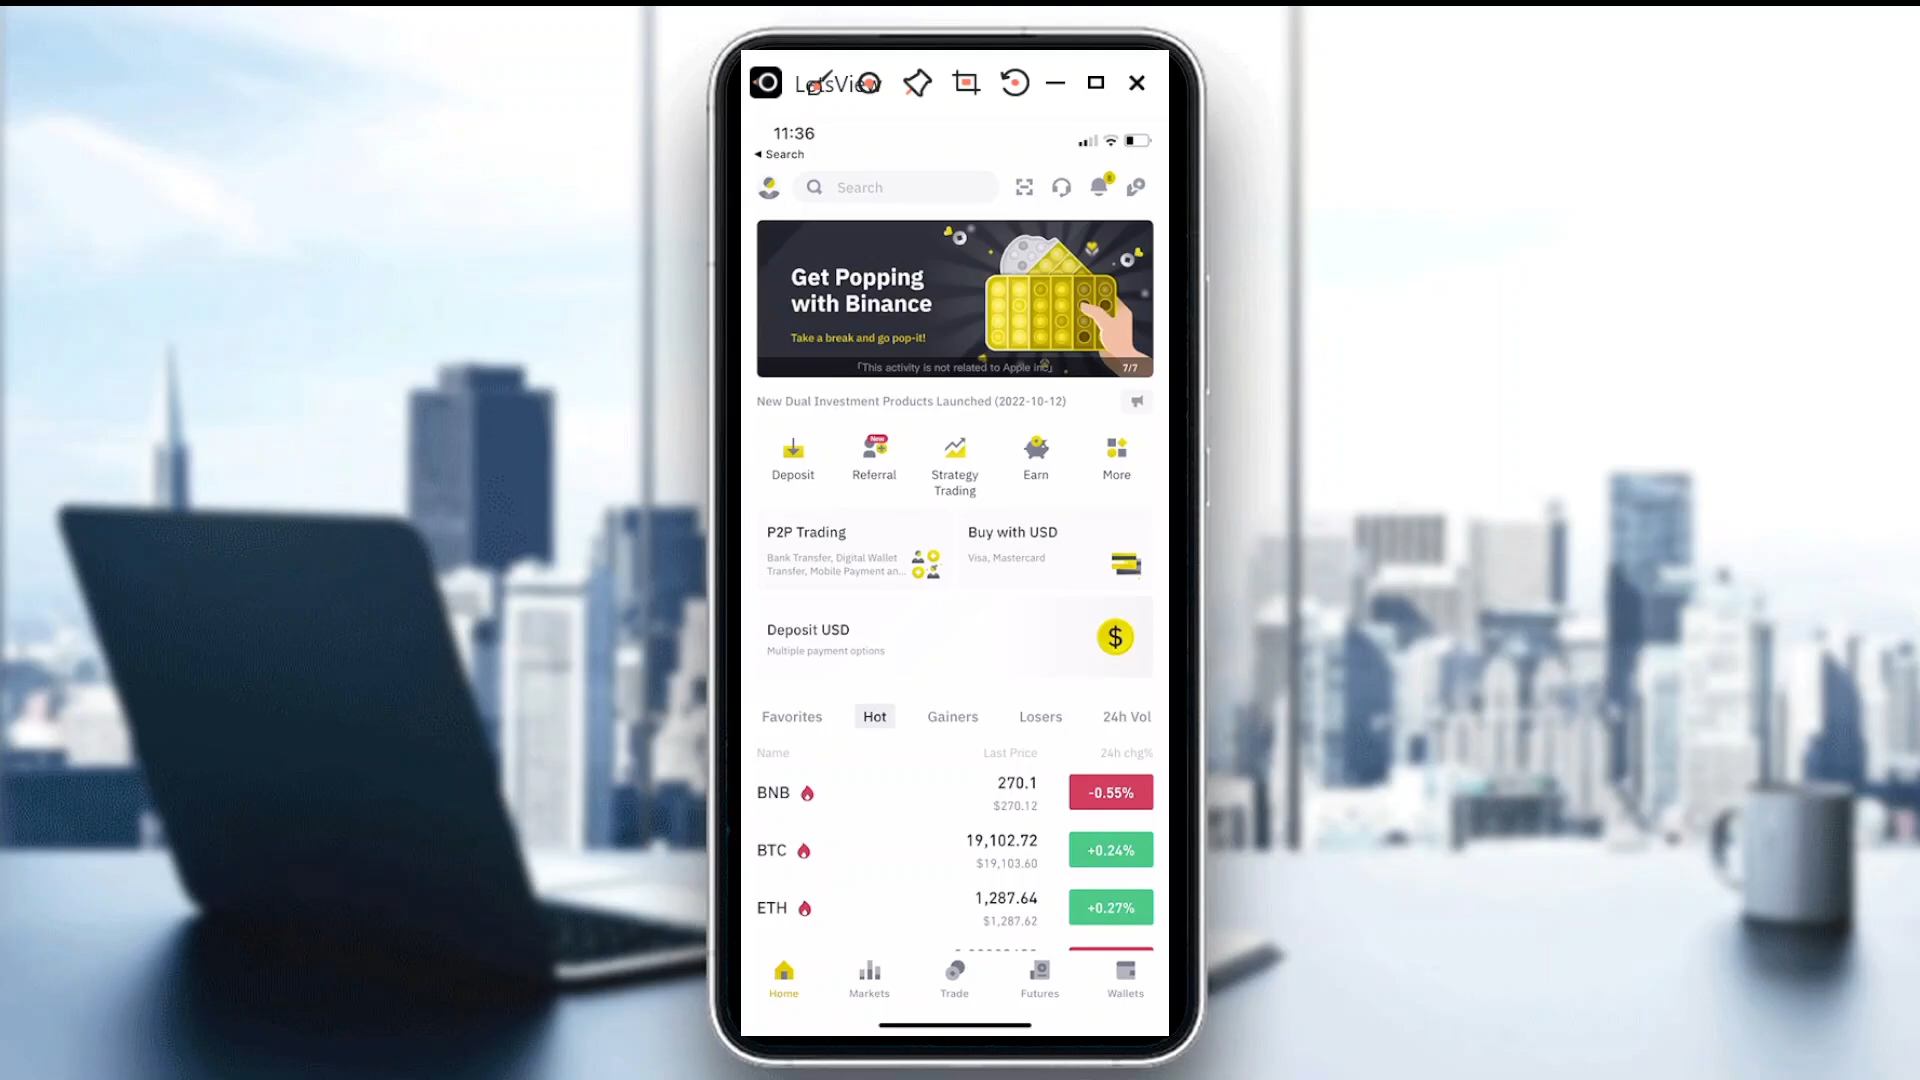 LetsView
11:36
Search
Search
Get Popping
with Binance
Take a break and go pop-it!
「This activity is not related to Apple Inc」
7/7
New Dual Investment Products Launched (2022-10-12)
New
Deposit
Referral
Strategy
Trading
Earn
More
P2P Trading
Bank Transfer, Digital Wallet
Transfer, Mobile Payment an...
Buy with USD
Visa, Mastercard
Deposit USD
Multiple payment options
$
Favorites
Hot
Gainers
Losers
24h Vol
Name
Last Price
24h chg%
BNB
270.1
$270.12
-0.55%
BTC
19,102.72
$19,103.60
+0.24%
ETH
1,287.64
$1,287.62
+0.27%
Home
Markets
Trade
Futures
Wallets